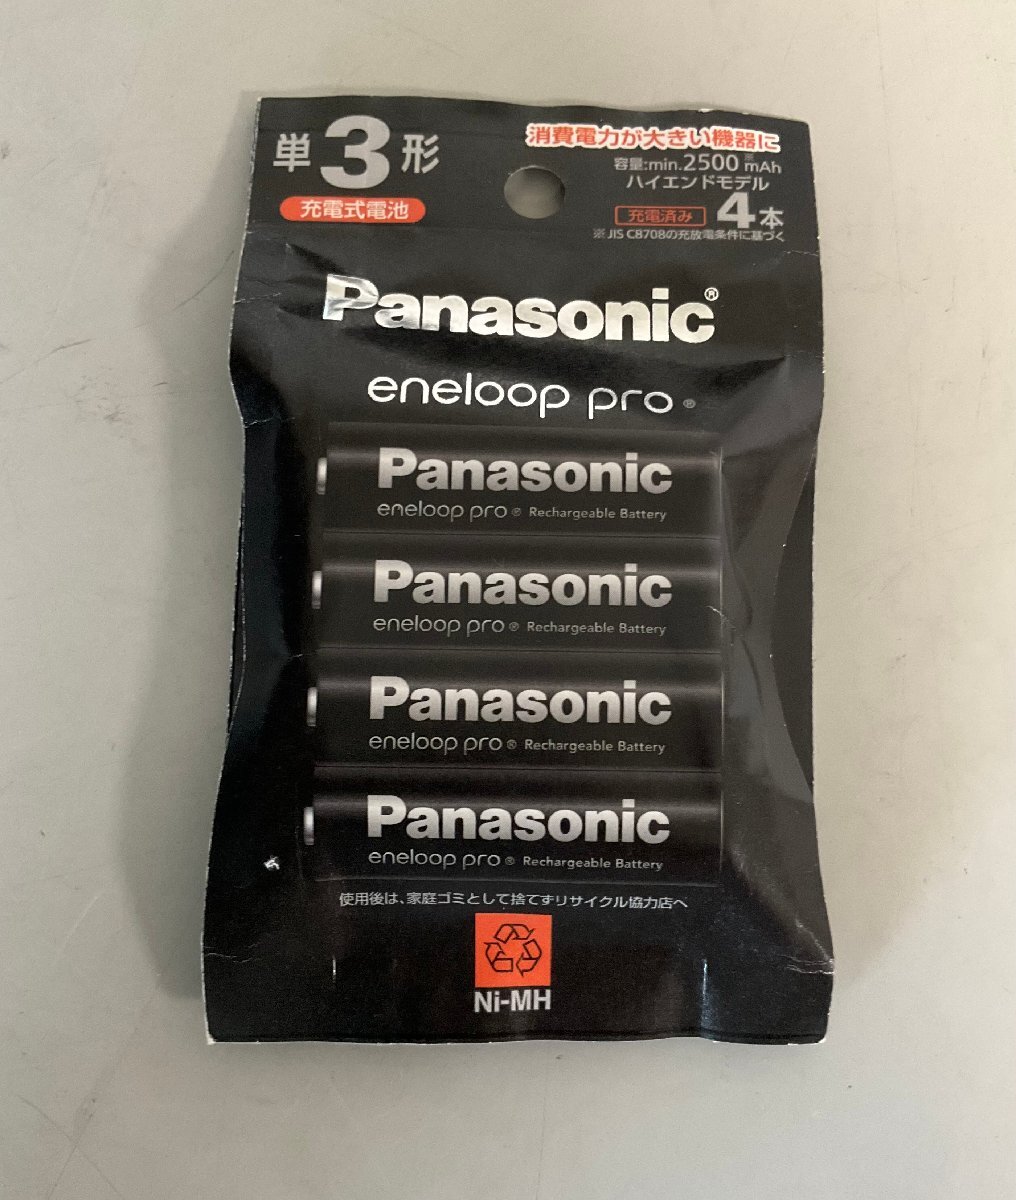 単3形
充電式電池
消費電力が大きい機器に
容量:min.2500※mAh
ハイエンドモデル
充電済み 4本
※JIS C8708の充放電条件に基づく
Panasonic®
eneloop pro®
Panasonic
eneloop pro® Rechargeable Battery
Panasonic
eneloop pro® Rechargeable Battery
Panasonic
eneloop pro® Rechargeable Battery
Panasonic
eneloop pro® Rechargeable Battery
使用後は、家庭ゴミとして捨てずリサイクル協力店へ
Ni-MH